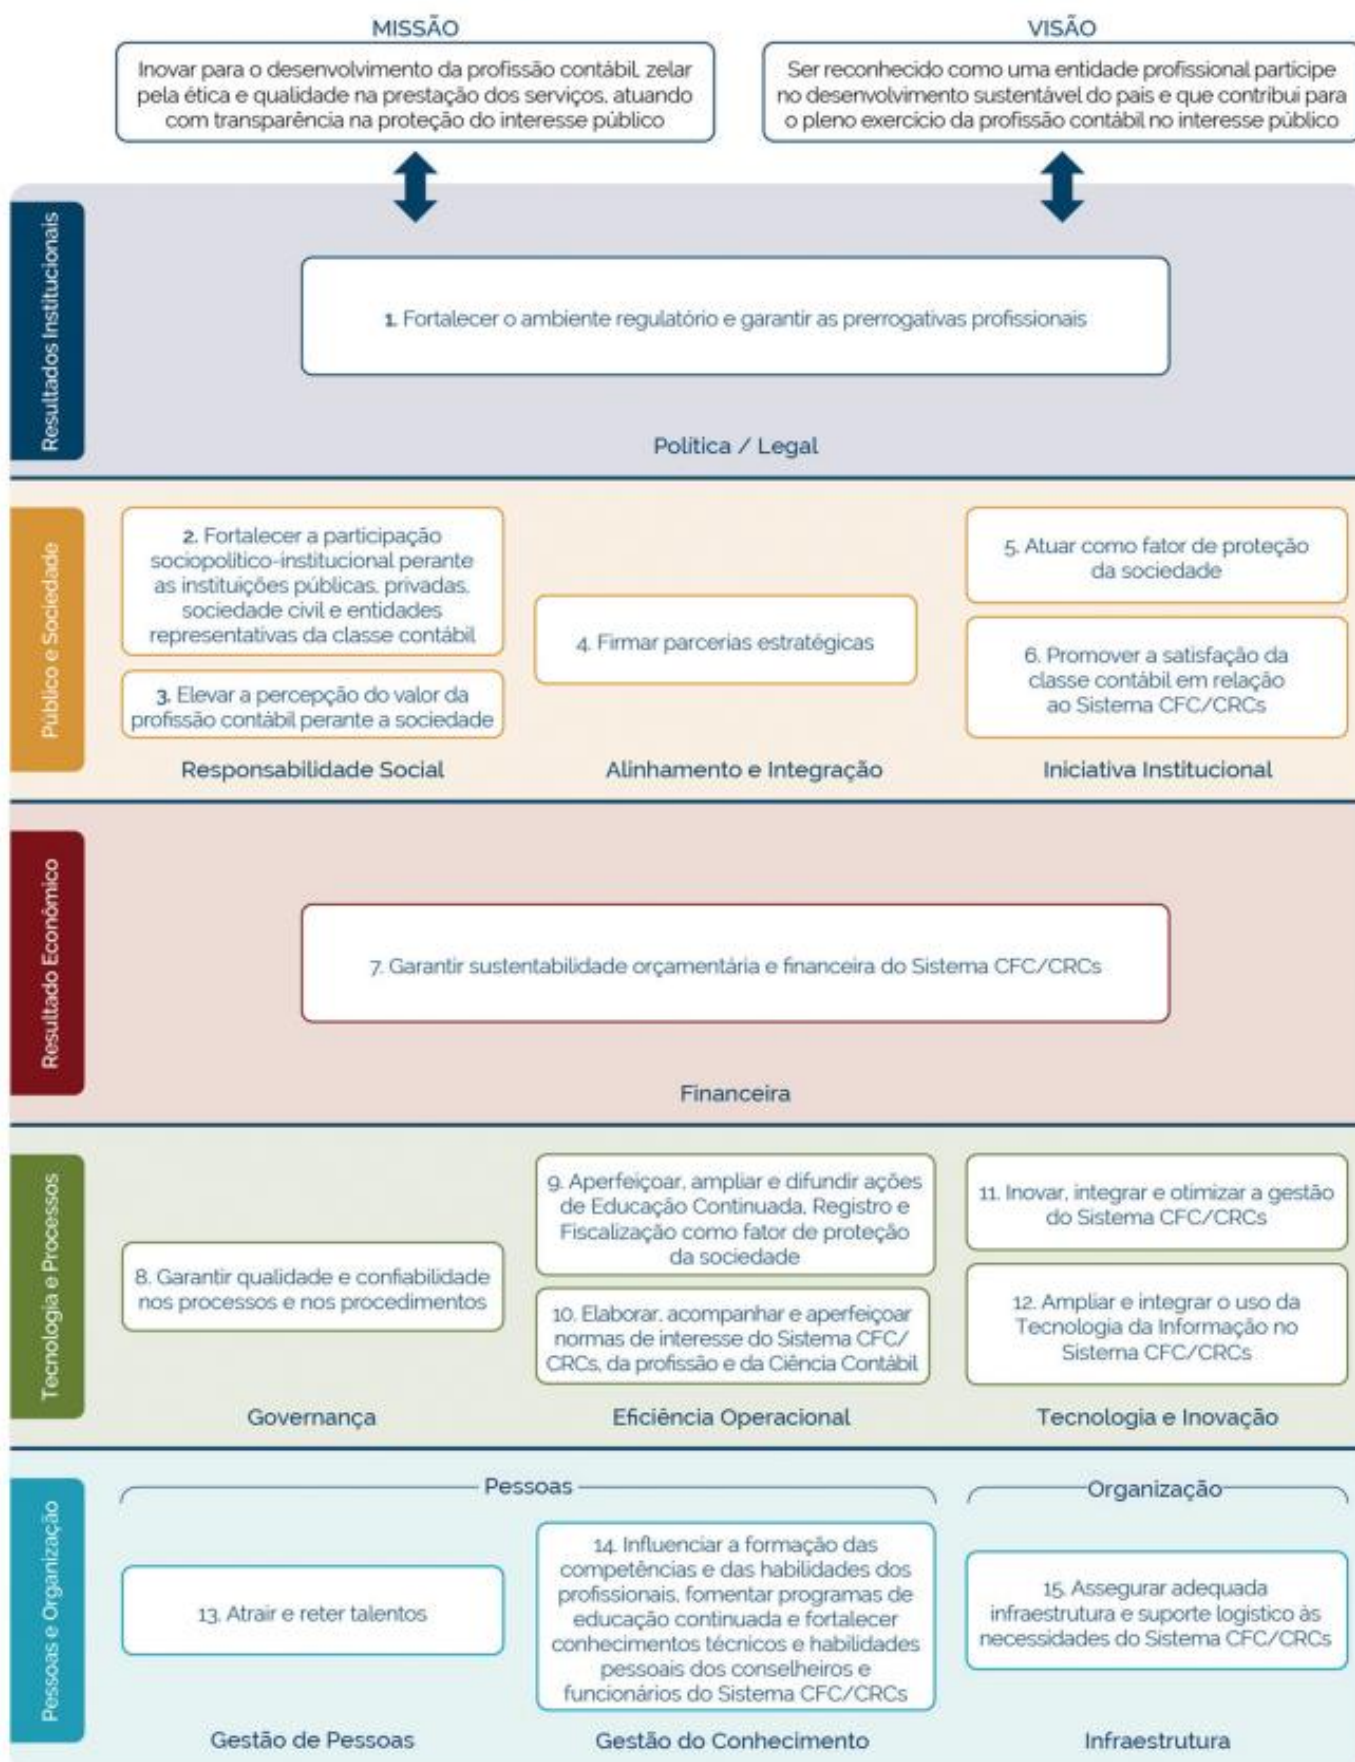 MISSÃO
Inovar para o desenvolvimento da profissão contábil, zelar
pela ética e qualidade na prestação dos serviços, atuando
com transparência na proteção do interesse público
VISÃO
Ser reconhecido como uma entidade profissional partícipe
no desenvolvimento sustentável do país e que contribui para
o pleno exercício da profissão contábil no interesse público
Resultados Institucionais
1. Fortalecer o ambiente regulatório e garantir as prerrogativas profissionais
Política / Legal
Público e Sociedade
2. Fortalecer a participação
sociopolítico-institucional perante
as instituições públicas, privadas,
sociedade civil e entidades
representativas da classe contábil
3. Elevar a percepção do valor da
profissão contábil perante a sociedade
Responsabilidade Social
4. Firmar parcerias estratégicas
Alinhamento e Integração
5. Atuar como fator de proteção
da sociedade
6. Promover a satisfação da
classe contábil em relação
ao Sistema CFC/CRCs
Iniciativa Institucional
Resultado Econômico
7. Garantir sustentabilidade orçamentária e financeira do Sistema CFC/CRCs
Financeira
Tecnologia e Processos
8. Garantir qualidade e confiabilidade
nos processos e nos procedimentos
Governança
9. Aperfeiçoar, ampliar e difundir ações
de Educação Continuada, Registro e
Fiscalização como fator de proteção
da sociedade
10. Elaborar, acompanhar e aperfeiçoar
normas de interesse do Sistema CFC/
CRCs, da profissão e da Ciência Contábil
Eficiência Operacional
11. Inovar, integrar e otimizar a gestão
do Sistema CFC/CRCs
12. Ampliar e integrar o uso da
Tecnologia da Informação no
Sistema CFC/CRCs
Tecnologia e Inovação
Pessoas e Organização
Pessoas
13. Atrair e reter talentos
Gestão de Pessoas
14. Influenciar a formação das
competências e das habilidades dos
profissionais, fomentar programas de
educação continuada e fortalecer
conhecimentos técnicos e habilidades
pessoais dos conselheiros e
funcionários do Sistema CFC/CRCs
Gestão do Conhecimento
Organização
15. Assegurar adequada
infraestrutura e suporte logístico às
necessidades do Sistema CFC/CRCs
Infraestrutura